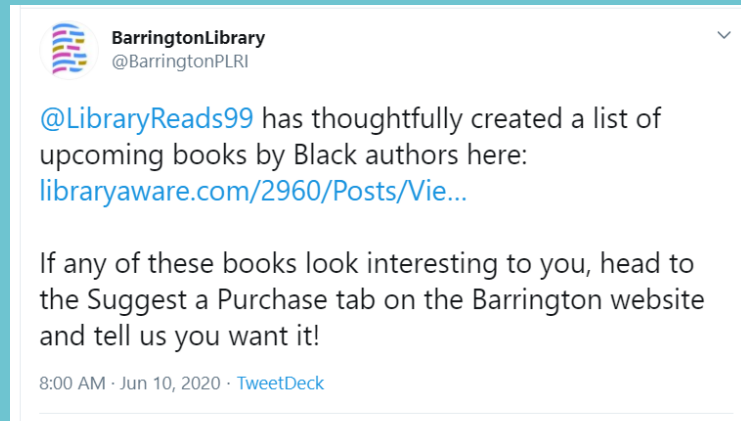 BarringtonLibrary
@BarringtonPLRI
@LibraryReads99 has thoughtfully created a list of
upcoming books by Black authors here:
libraryaware.com/2960/Posts/Vie...
If any of these books look interesting to you, head to
the Suggest a Purchase tab on the Barrington website
and tell us you want it!
8:00 AM · Jun 10, 2020 · TweetDeck